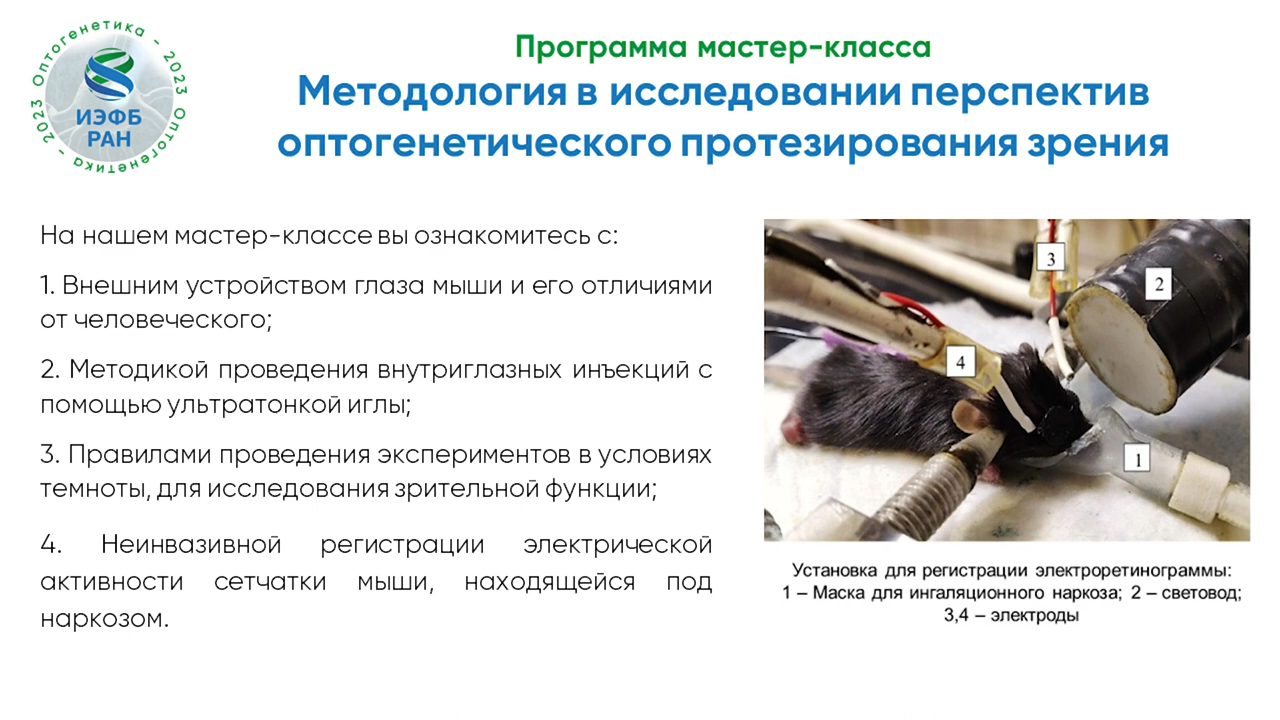 Оптогенетика - 2023 Оптогенетика - 2023
ИЭФБ
РАН
Программа мастер-класса
Методология в исследовании перспектив
оптогенетического протезирования зрения
На нашем мастер-классе вы ознакомитесь с:
1. Внешним устройством глаза мыши и его отличиями
от человеческого;
2. Методикой проведения внутриглазных инъекций с
помощью ультратонкой иглы;
3. Правилами проведения экспериментов в условиях
темноты, для исследования зрительной функции;
4. Неинвазивной регистрации электрической
активности сетчатки мыши, находящейся под
наркозом.
3
2
4
1
Установка для регистрации электроретинограммы:
1 – Маска для ингаляционного наркоза; 2 – световод;
3,4 – электроды